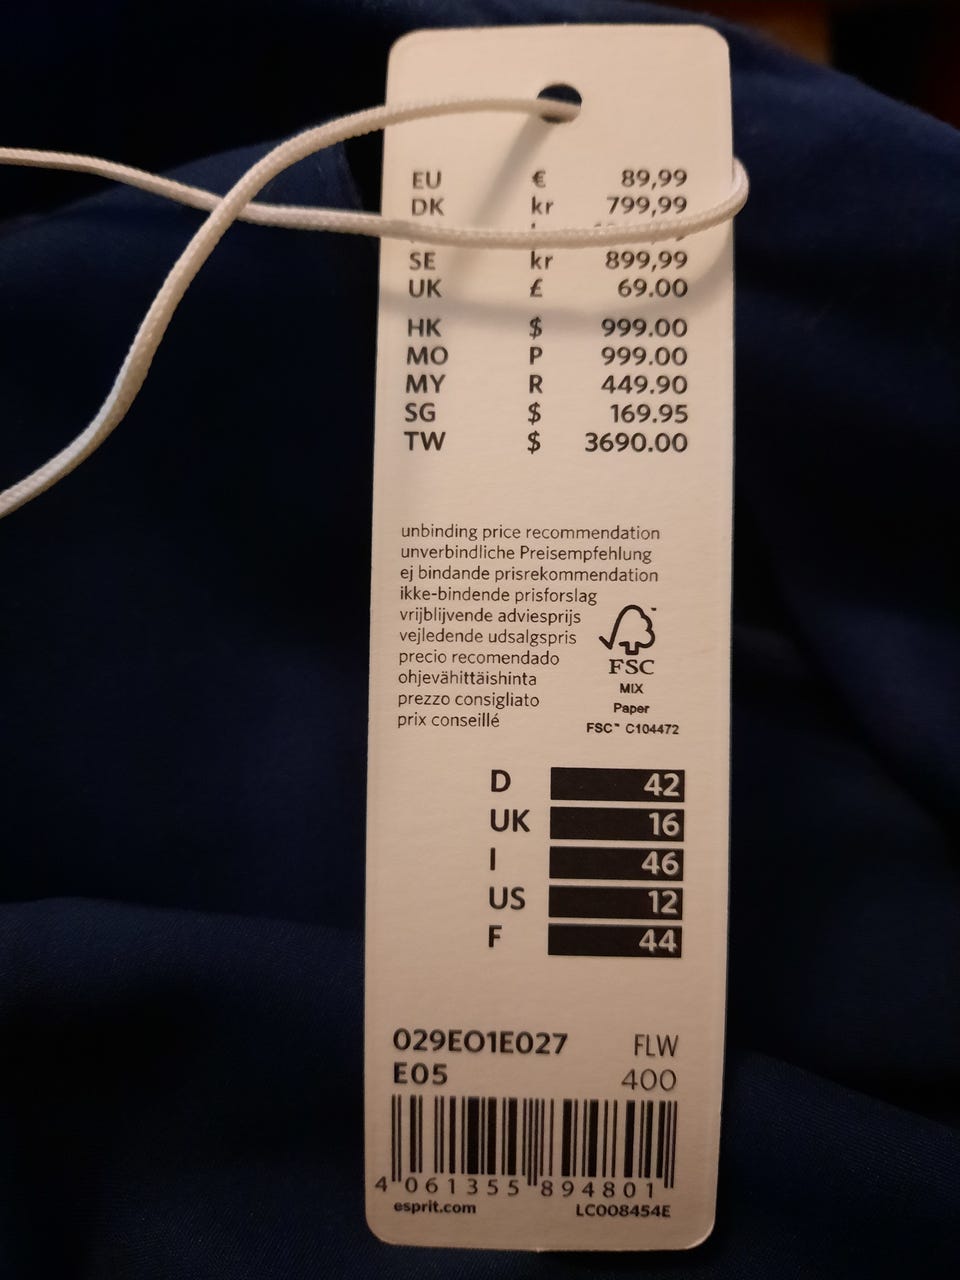 EU € 89,99
DK kr 799,99
SE kr 899,99
UK £ 69.00
HK $ 999.00
MO P 999.00
MY R 449.90
SG $ 169.95
TW $ 3690.00
unbinding price recommendation
unverbindliche Preisempfehlung
ej bindande prisrekommendation
ikke-bindende prisforslag
vrijblijvende adviesprijs
vejledende udsalgspris
precio recomendado
ohjevähittäishinta
prezzo consigliato
prix conseillé
FSC
MIX
Paper
FSC™ C104472
D 42
UK 16
I 46
US 12
F 44
029EO1E027 FLW
E05 400
4 061355 894801
esprit.com LC008454E